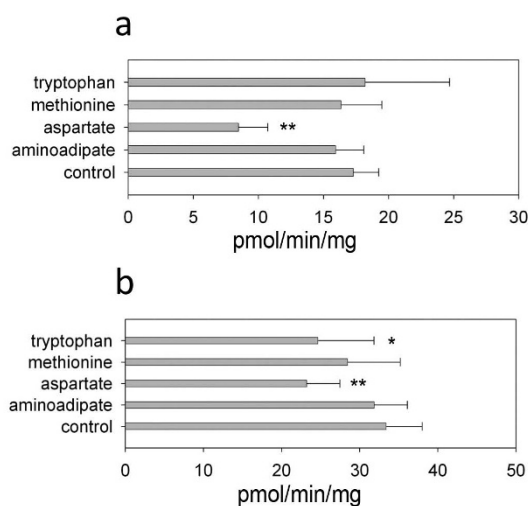 a
tryptophan
methionine
aspartate **
aminoadipate
control
0 5 10 15 20 25 30
pmol/min/mg
b
tryptophan *
methionine
aspartate **
aminoadipate
control
0 10 20 30 40 50
pmol/min/mg